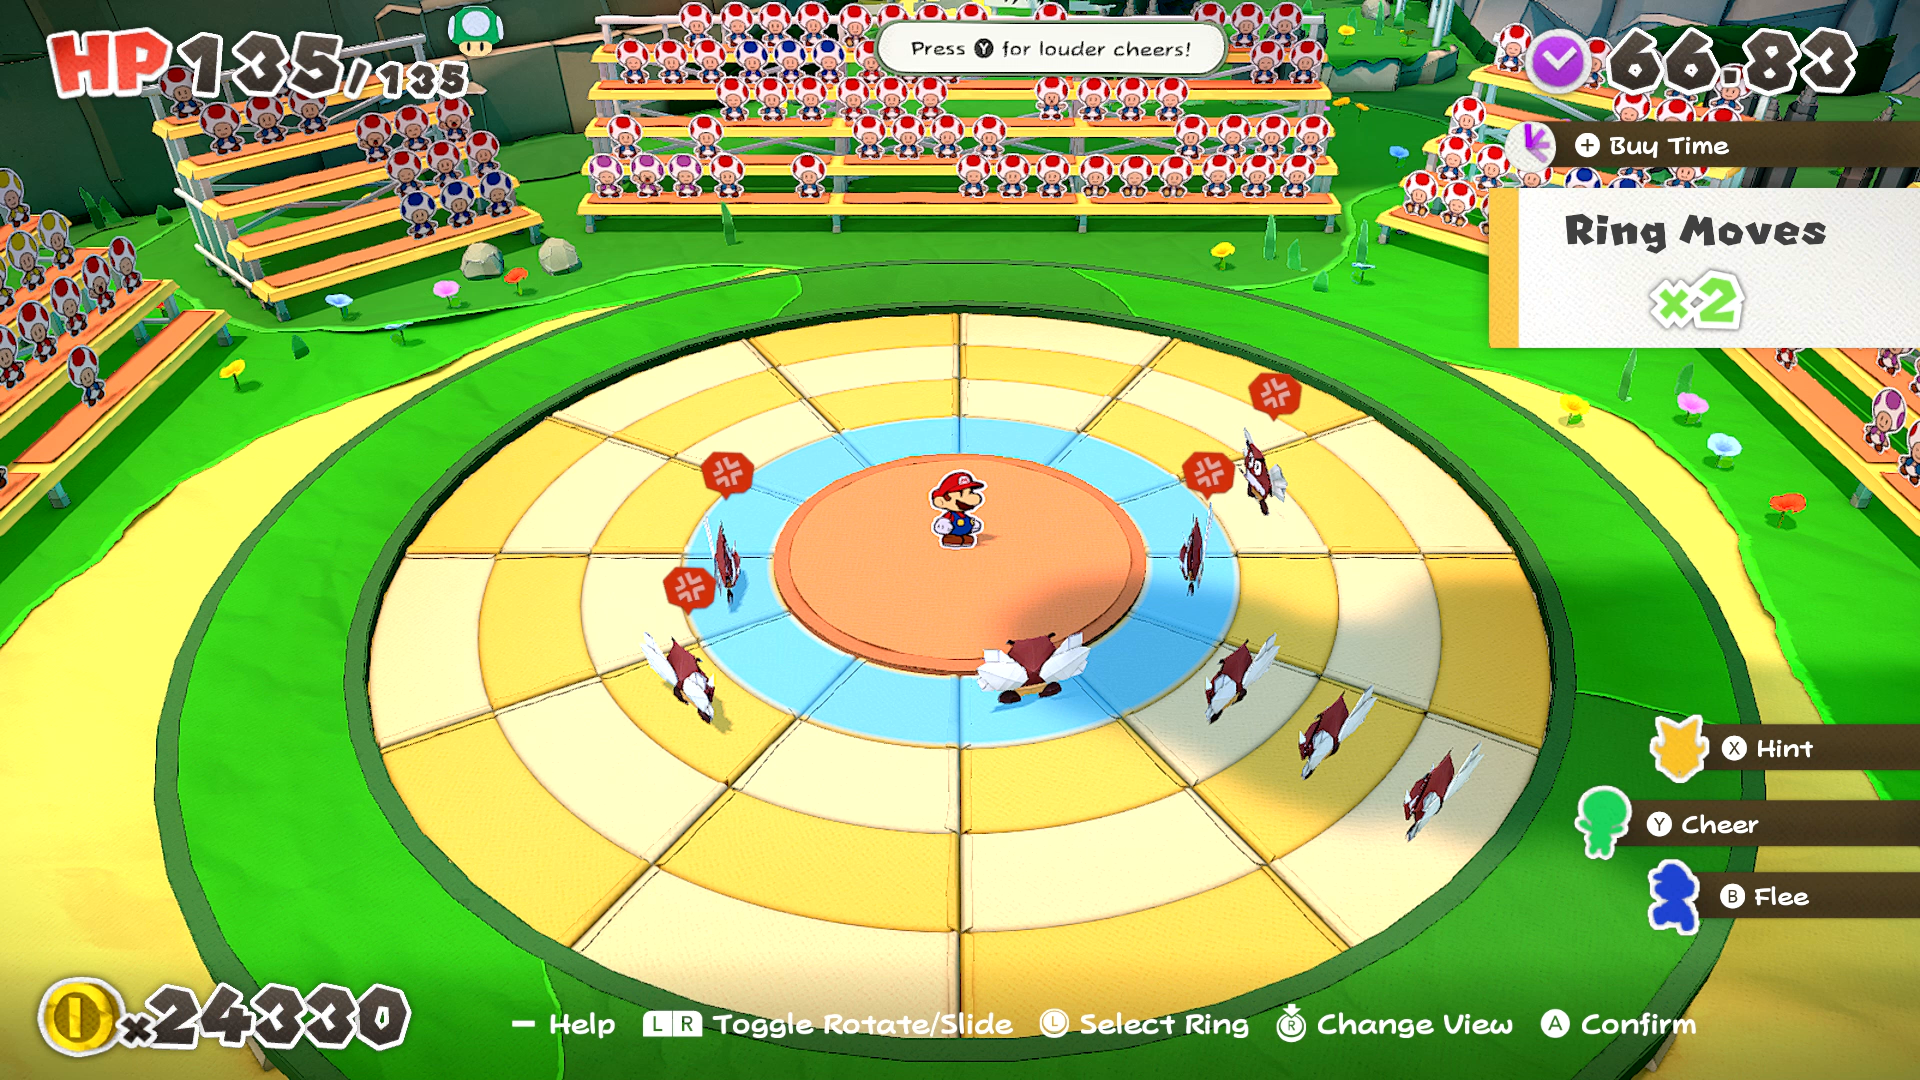 HP 135/135
Press Y for louder cheers!
66.83
+ Buy Time
Ring Moves
×2
X Hint
Y Cheer
B Flee
×24330
− Help L R Toggle Rotate/Slide L Select Ring R Change View A Confirm